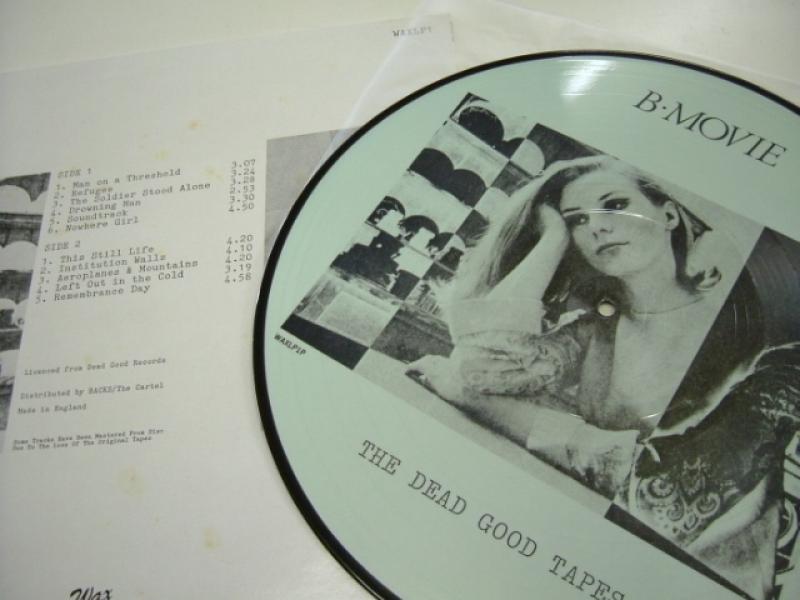 WAXLP1
SIDE 1
1. Man on a Threshold 3.07
2. Refugee 3.24
3. The Soldier Stood Alone 3.28
4. Drowning Man 2.53
5. Soundtrack 3.30
6. Nowhere Girl 4.50
SIDE 2
1. This Still Life 4.20
2. Institution Walls 4.10
3. Aeroplanes & Mountains 4.20
4. Left Out in the Cold 3.19
5. Remembrance Day 4.58
Licenced from Dead Good Records
Distributed by BACKS/The Cartel
Made in England
Some Tracks Have Been Mastered From Disc
Due To The Loss Of The Original Tapes
Wax
B·MOVIE
WAXLP1P
THE DEAD GOOD TAPES